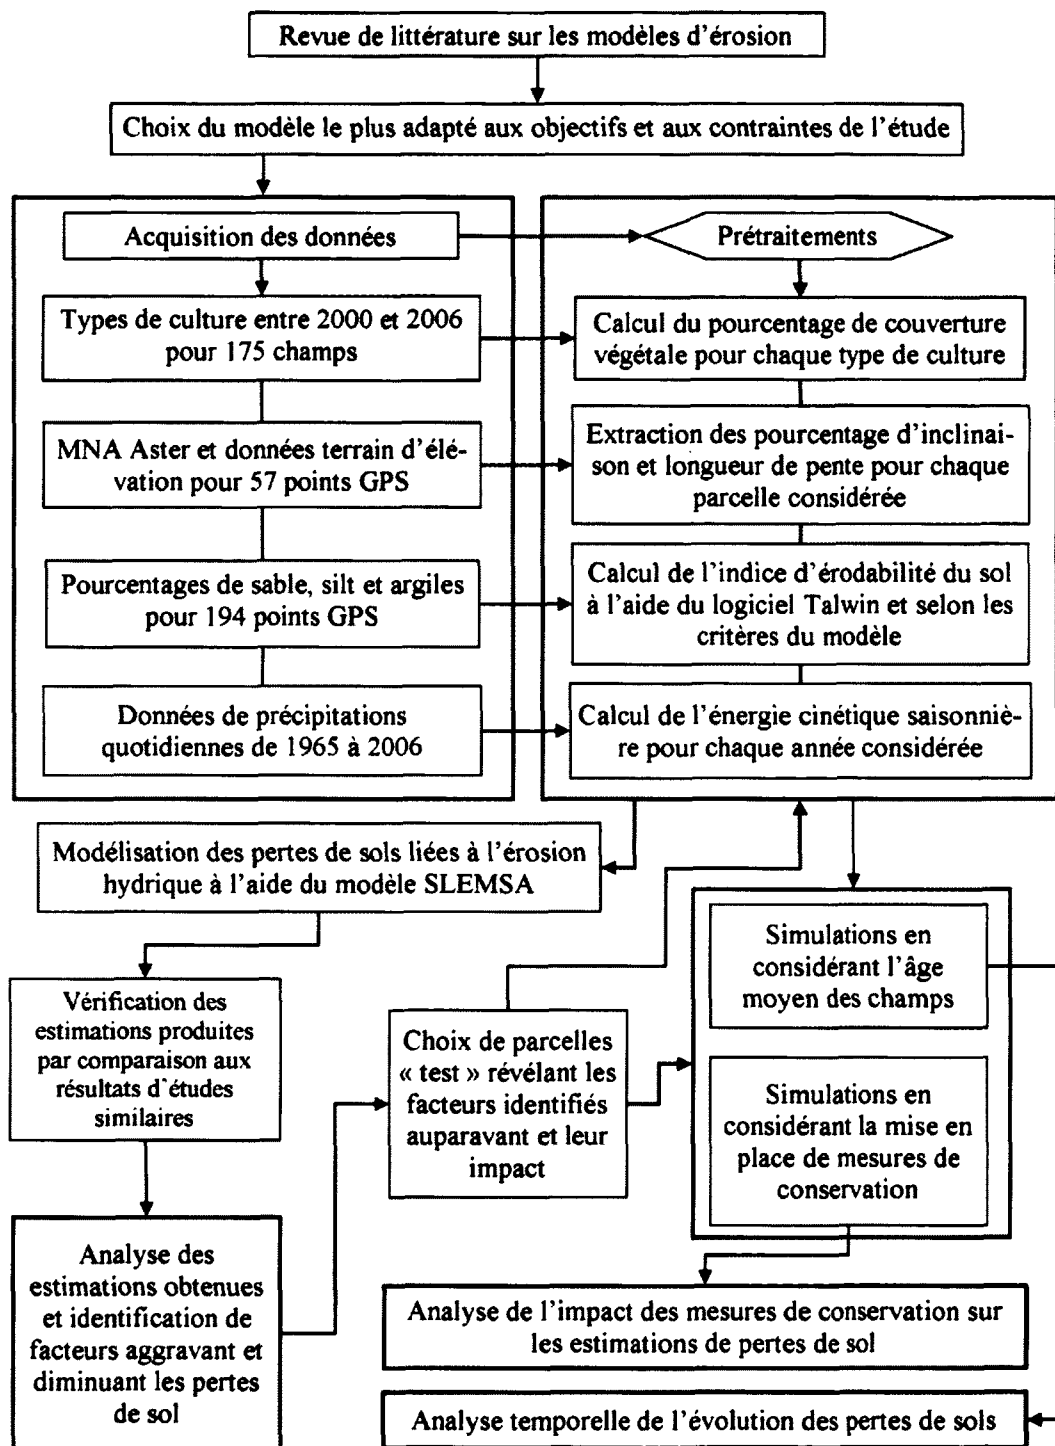 Revue de littérature sur les modèles d'érosion
Choix du modèle le plus adapté aux objectifs et aux contraintes de l'étude
Acquisition des données
Prétraitements
Types de culture entre 2000 et 2006
pour 175 champs
Calcul du pourcentage de couverture
végétale pour chaque type de culture
MNA Aster et données terrain d'élé-
vation pour 57 points GPS
Extraction des pourcentage d'inclinai-
son et longueur de pente pour chaque
parcelle considérée
Pourcentages de sable, silt et argiles
pour 194 points GPS
Calcul de l'indice d'érodabilité du sol
à l'aide du logiciel Talwin et selon les
critères du modèle
Données de précipitations
quotidiennes de 1965 à 2006
Calcul de l'énergie cinétique saisonniè-
re pour chaque année considérée
Modélisation des pertes de sols liées à l'érosion
hydrique à l'aide du modèle SLEMSA
Simulations en
considérant l'âge
moyen des champs
Vérification des
estimations produites
par comparaison aux
résultats d'études
similaires
Choix de parcelles
« test » révélant les
facteurs identifiés
auparavant et leur
impact
Simulations en
considérant la mise en
place de mesures de
conservation
Analyse des
estimations obtenues
et identification de
facteurs aggravant et
diminuant les pertes
de sol
Analyse de l'impact des mesures de conservation sur
les estimations de pertes de sol
Analyse temporelle de l'évolution des pertes de sols